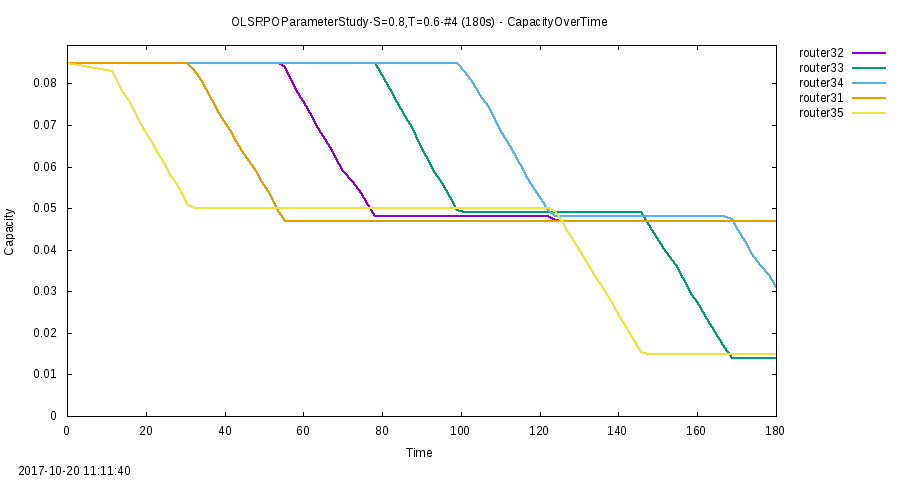 OLSRPOParameterStudy-S=0.8,T=0.6-#4 (180s) - CapacityOverTime
router32
router33
router34
router31
router35
0.08
0.07
0.06
0.05
0.04
0.03
0.02
0.01
0
Capacity
0 20 40 60 80 100 120 140 160 180
Time
2017-10-20 11:11:40